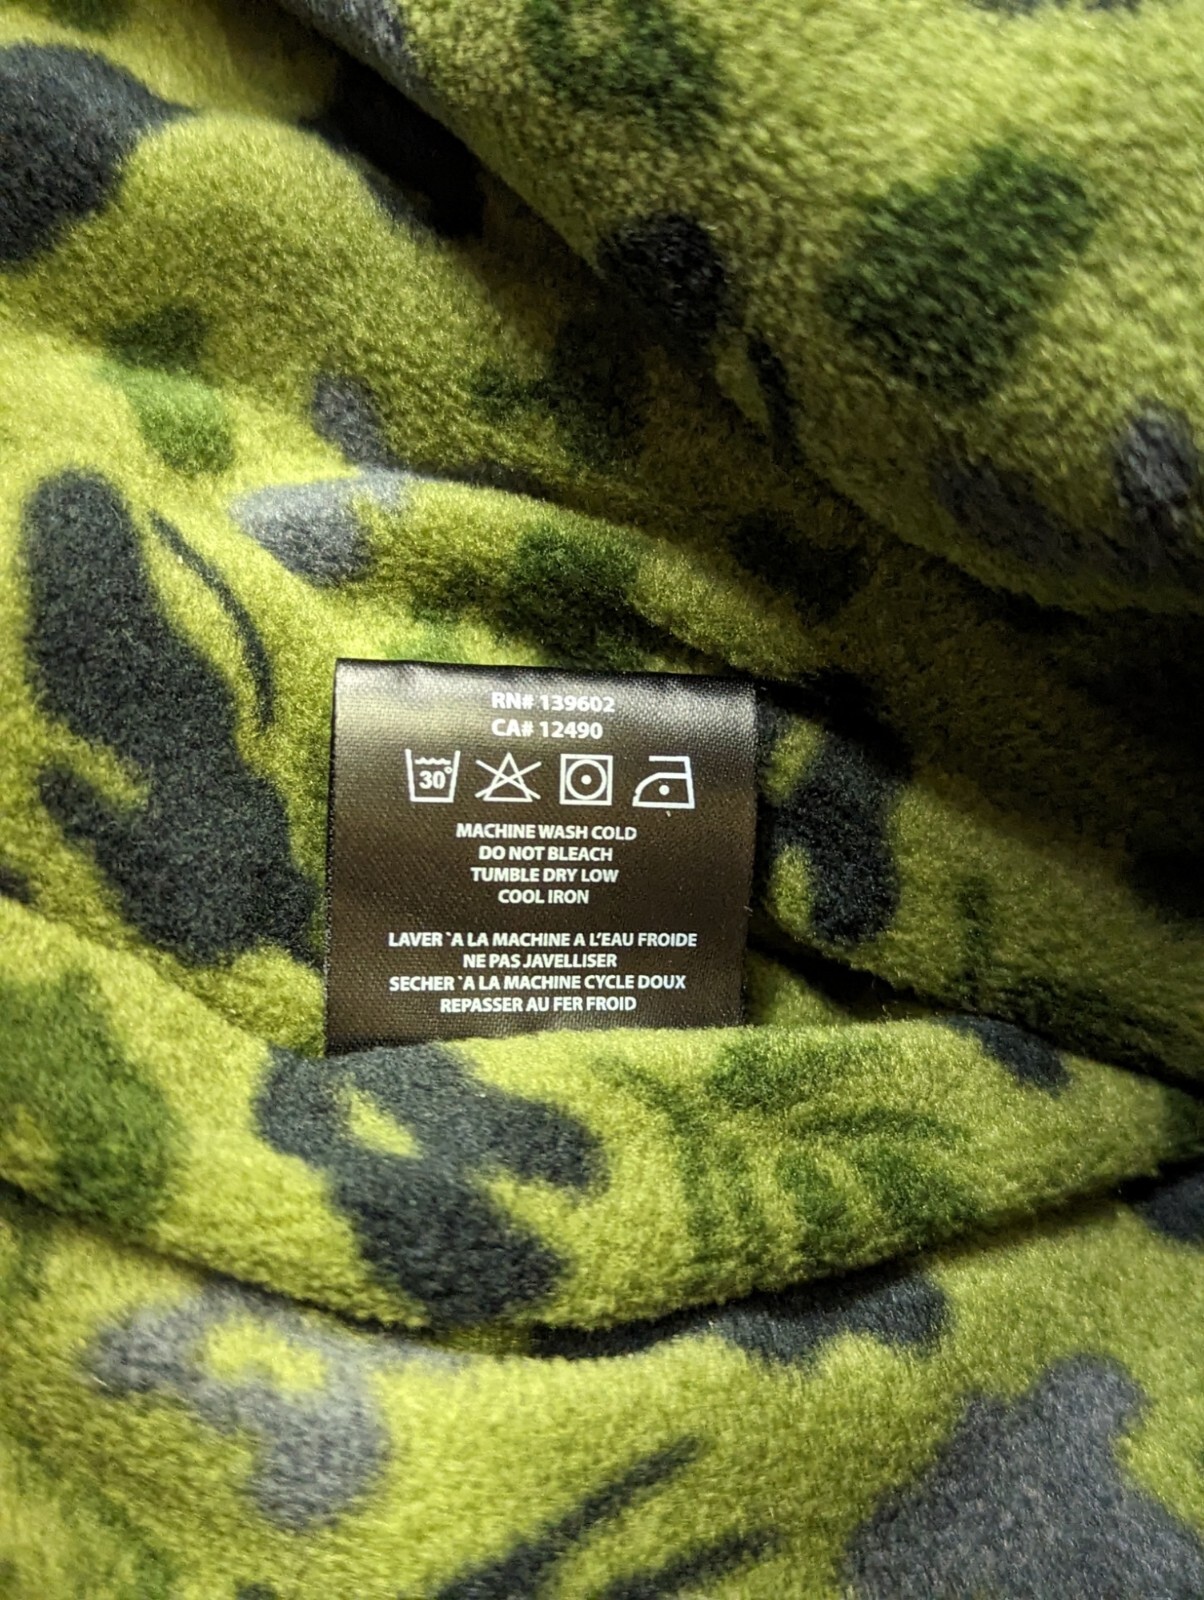 RN# 139602
CA# 12490
30°
MACHINE WASH COLD
DO NOT BLEACH
TUMBLE DRY LOW
COOL IRON
LAVER `A LA MACHINE A L'EAU FROIDE
NE PAS JAVELLISER
SECHER `A LA MACHINE CYCLE DOUX
REPASSER AU FER FROID